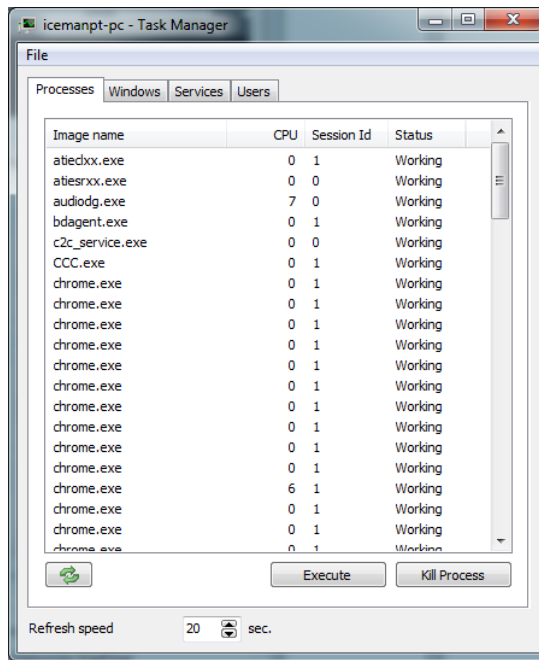 icemanpt-pc - Task Manager
File
Processes Windows Services Users
Image name CPU Session Id Status
atieclxx.exe 0 1 Working
atiesrxx.exe 0 0 Working
audiodg.exe 7 0 Working
bdagent.exe 0 1 Working
c2c_service.exe 0 0 Working
CCC.exe 0 1 Working
chrome.exe 0 1 Working
chrome.exe 0 1 Working
chrome.exe 0 1 Working
chrome.exe 0 1 Working
chrome.exe 0 1 Working
chrome.exe 0 1 Working
chrome.exe 0 1 Working
chrome.exe 0 1 Working
chrome.exe 0 1 Working
chrome.exe 0 1 Working
chrome.exe 6 1 Working
chrome.exe 0 1 Working
chrome.exe 0 1 Working
chrome.exe 0 1 Working
Execute Kill Process
Refresh speed 20 sec.